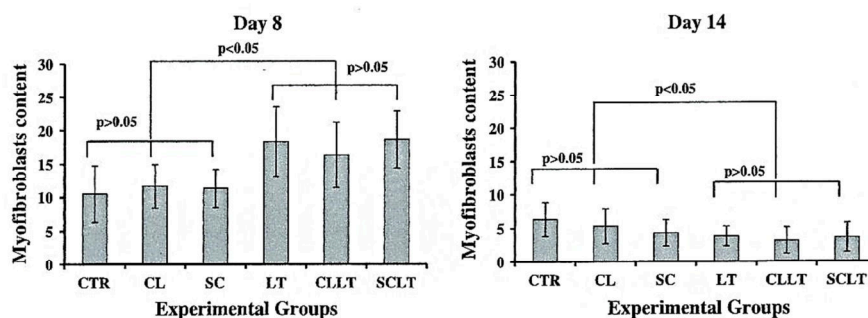 Day 8
p<0.05
p>0.05
p>0.05
Myofibroblasts content
30
25
20
15
10
5
0
CTR CL SC LT CLLT SCLT
Experimental Groups
Day 14
p<0.05
p>0.05
p>0.05
Myofibroblasts content
30
25
20
15
10
5
0
CTR CL SC LT CLLT SCLT
Experimental Groups